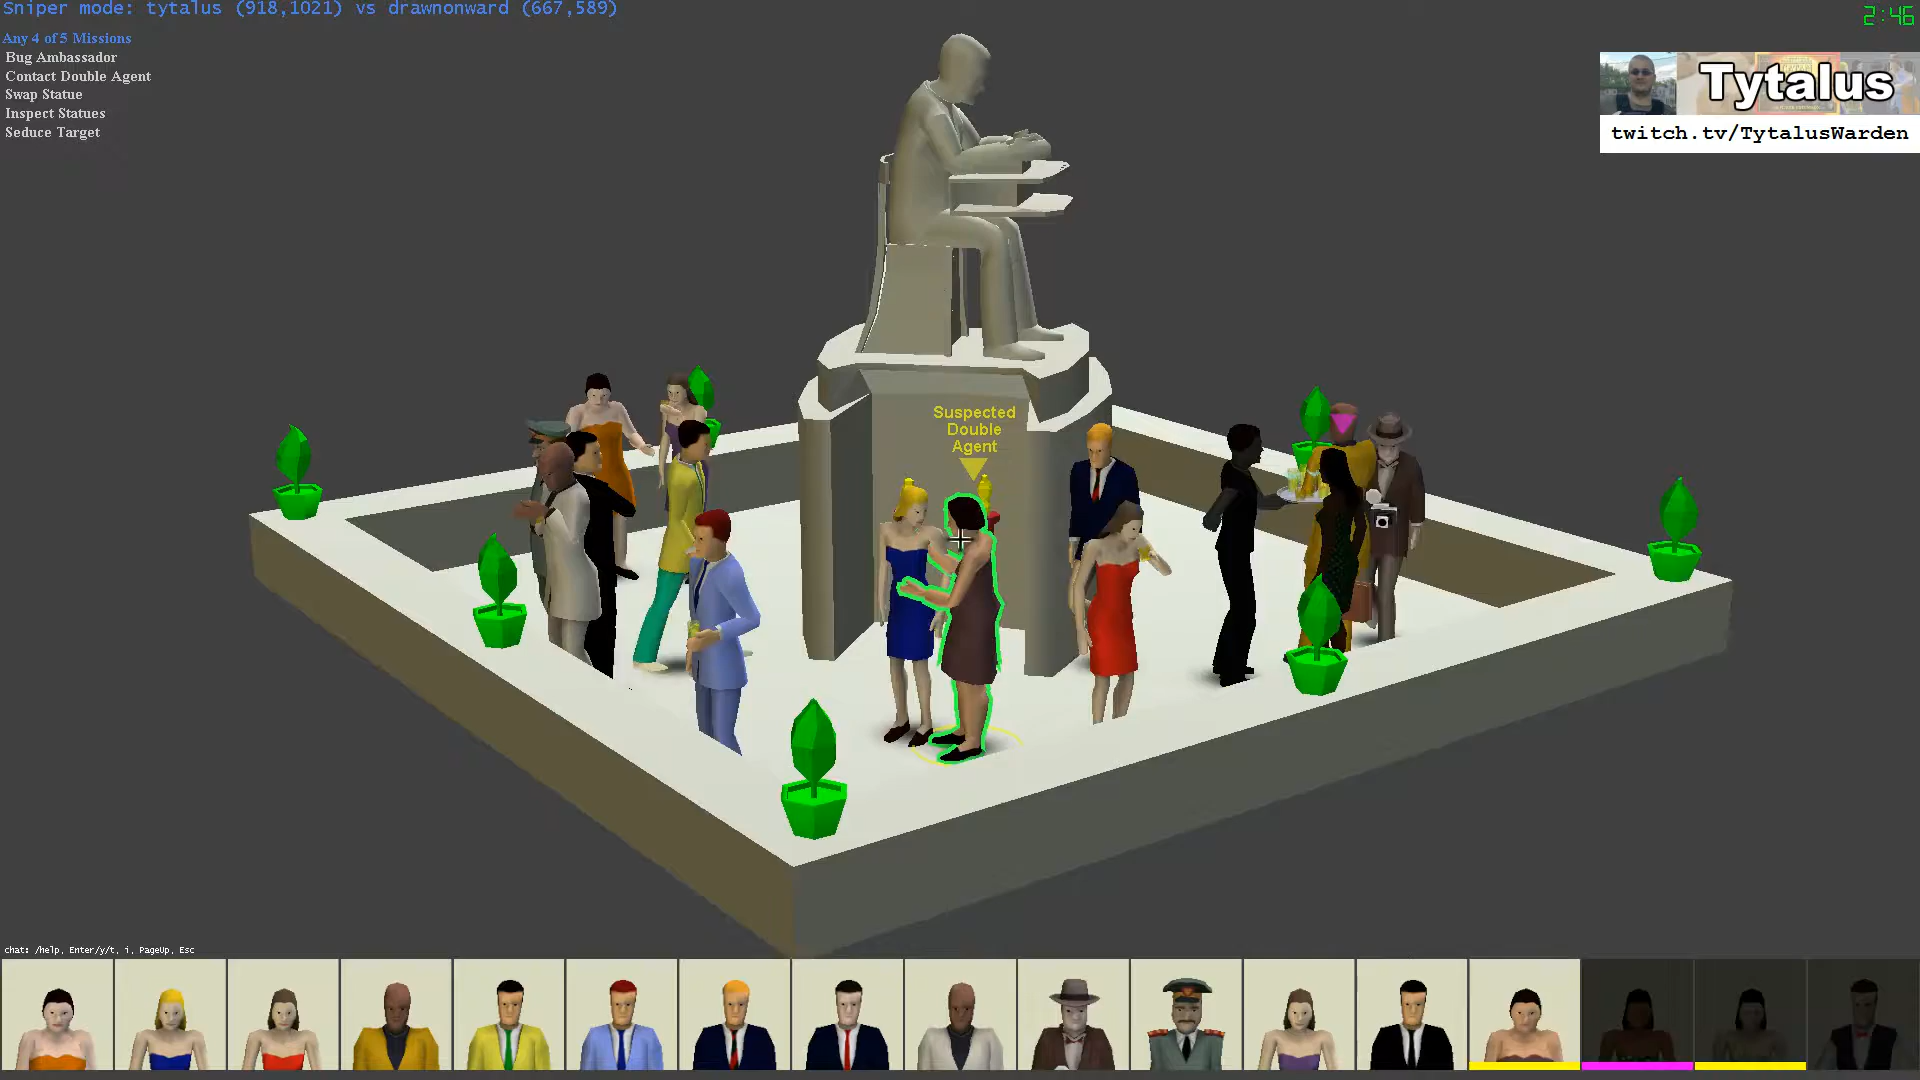 Sniper mode: tytalus (918,1021) vs drawnonward (667,589)
2:46
Any 4 of 5 Missions
Bug Ambassador
Contact Double Agent
Swap Statue
Inspect Statues
Seduce Target
Tytalus
twitch.tv/TytalusWarden
Suspected
Double
Agent
chat: /help, Enter/y/t, i, PageUp, Esc